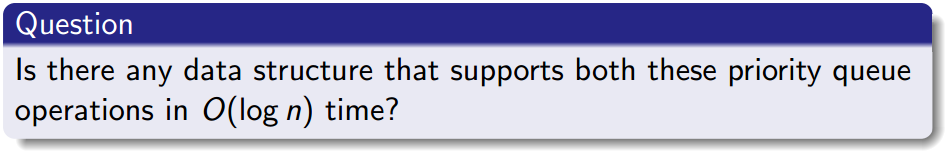 Question
Is there any data structure that supports both these priority queue
operations in O(log n) time?